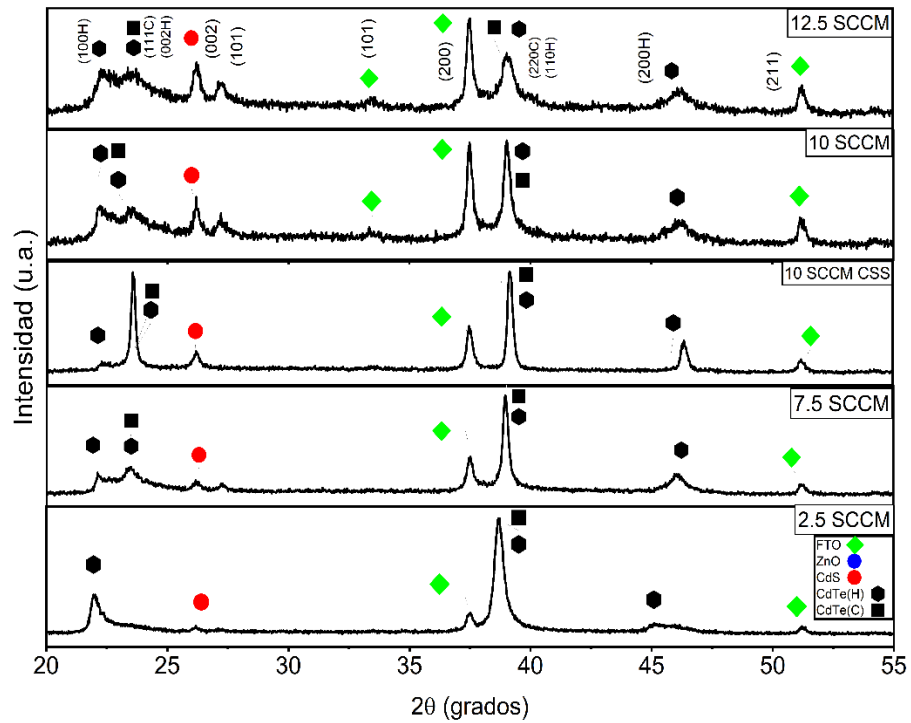 12.5 SCCM
(100H)
(111C)
(002H)
(002)
(101)
(101)
(200)
(220C)
(110H)
(200H)
(211)
10 SCCM
10 SCCM CSS
7.5 SCCM
2.5 SCCM
FTO
ZnO
CdS
CdTe(H)
CdTe(C)
Intensidad (u.a.)
20 25 30 35 40 45 50 55
2θ (grados)